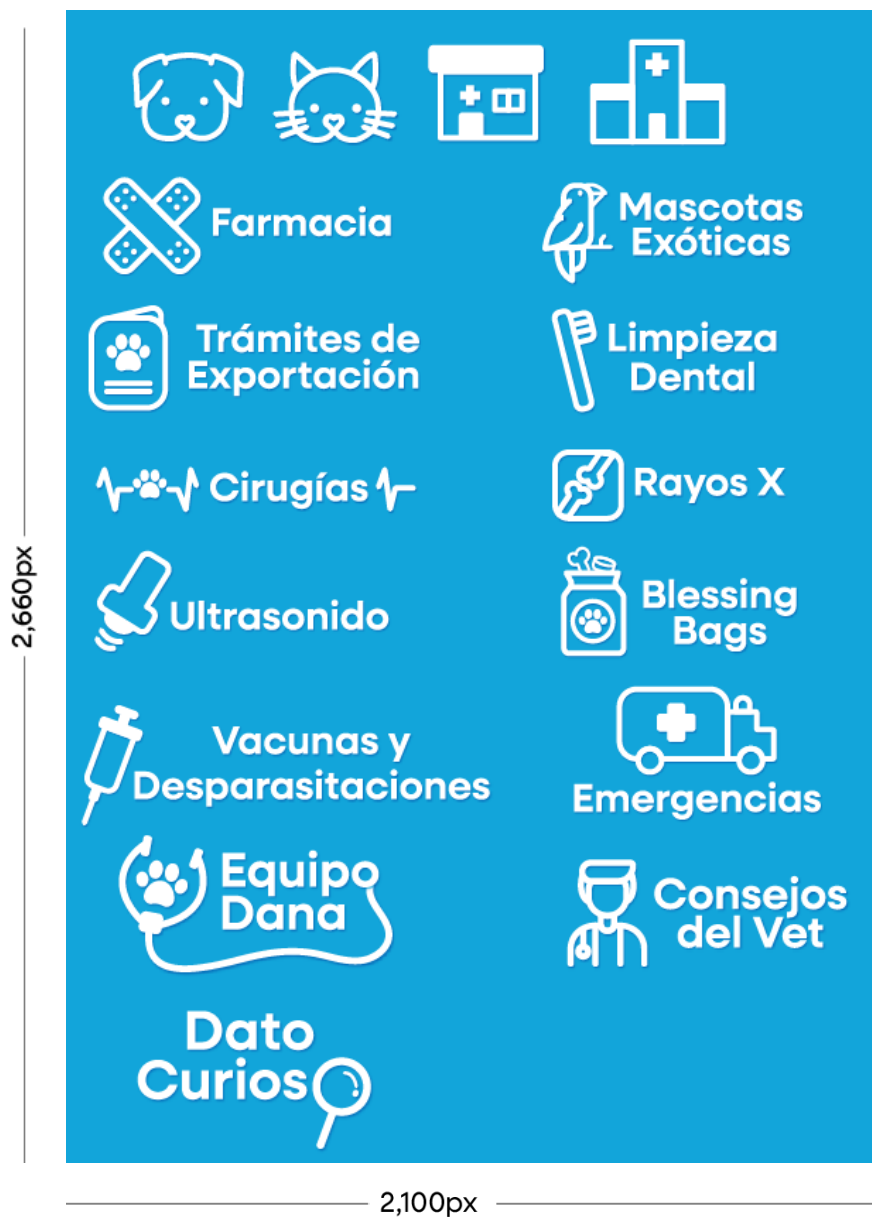 Farmacia
Mascotas
Exóticas
Trámites de
Exportación
Limpieza
Dental
Cirugías
Rayos X
Ultrasonido
Blessing
Bags
Vacunas y
Desparasitaciones
Emergencias
Equipo
Dana
Consejos
del Vet
Dato
Curioso
2,660px
2,100px